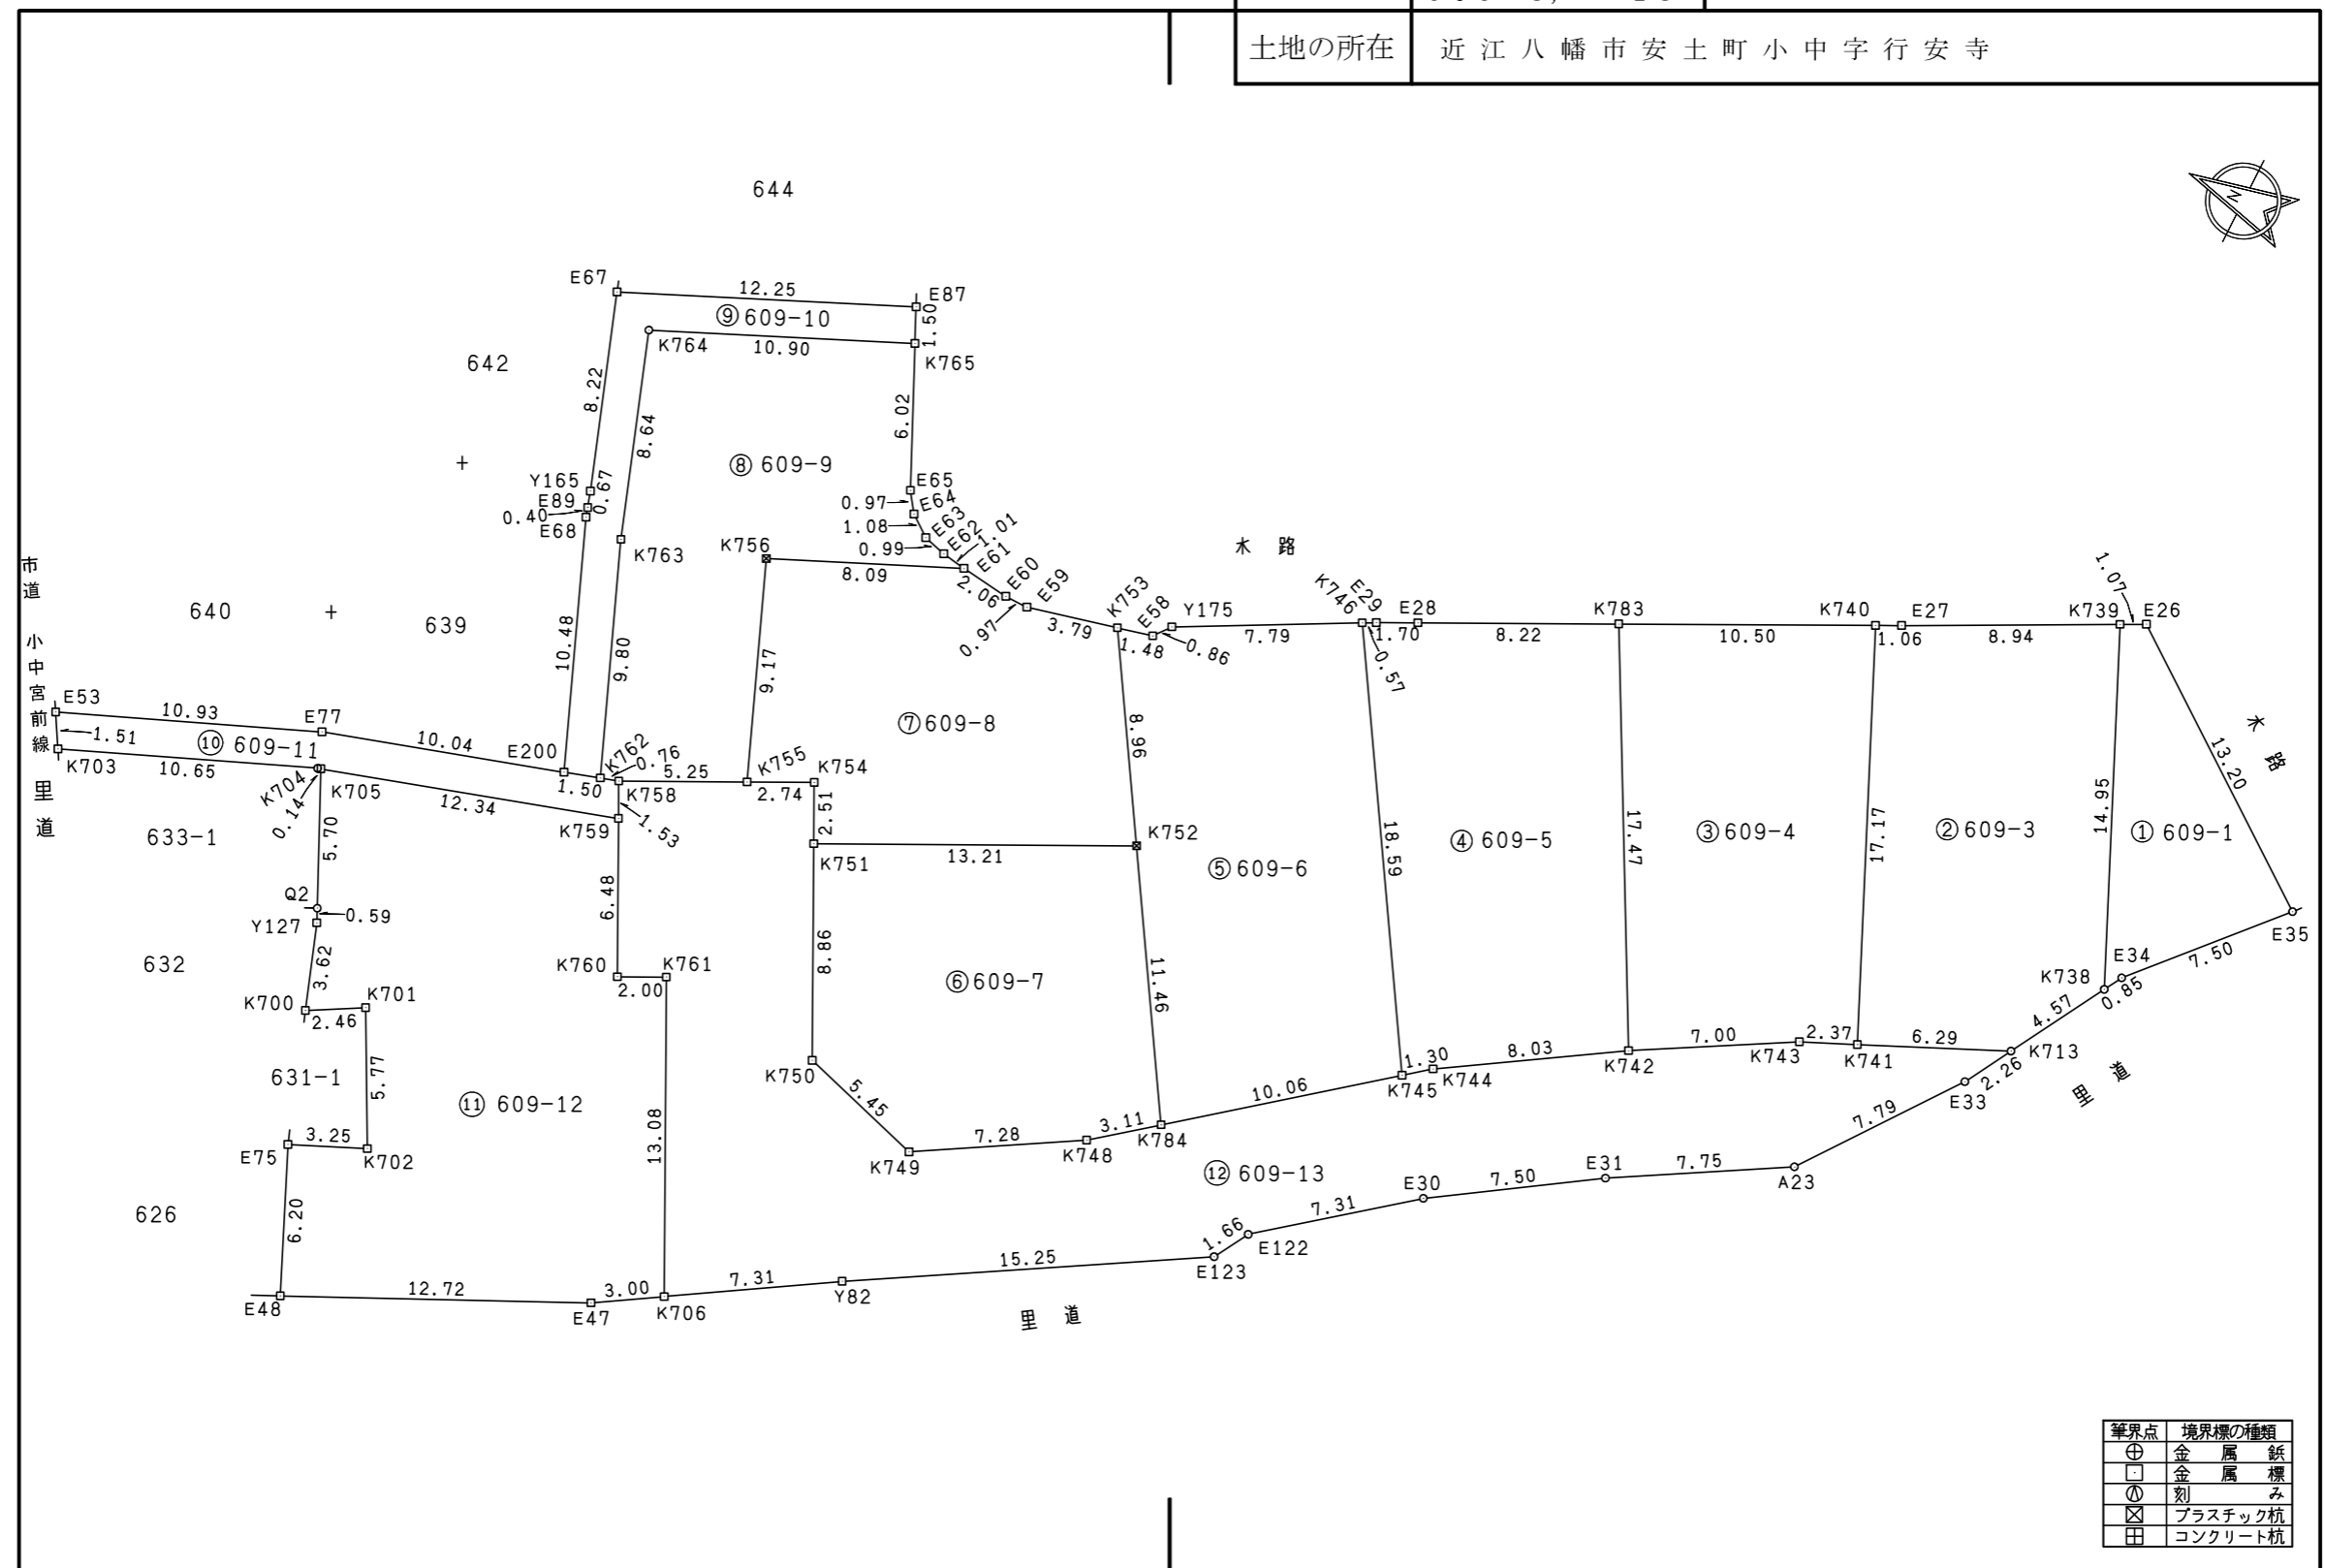 土地の所在 近江八幡市安土町小中字行安寺
N
644
E67 12.25 E87
⑨609-10 1.50
K764 10.90 K765
642
8.22 8.64 6.02
⑧ 609-9
Y165 0.67 E65
E89 0.97 E64
0.40 1.08 E63
E68 0.99 E62 1.01
K763 K756 E61
8.09 2.06 E60 E59
0.97 3.79 K753 1.48 E58 0.86
水路
Y175 7.79 K746 E29 0.57 1.70 E28 8.22 K783 10.50 K740 1.06 E27 8.94 K739 1.07 E26
市道 小中宮前線
里道
640 639
10.48 9.80 9.17
⑦609-8
8.96
水路
13.20
E53 10.93 E77 10.04 E200
1.51 ⑩ 609-11
K703 10.65 K704 0.14 K705 12.34
1.50 K762 0.76 K758 5.25 K755 2.74 K754
K759 1.53 2.51
K751 13.21 K752
633-1 5.70
18.59 17.47 17.17 14.95
⑤609-6 ④609-5 ③609-4 ②609-3 ① 609-1
Q2 0.59
Y127
632 3.62
6.48 8.86 11.46
K760 2.00 K761
⑥609-7
K700 2.46 K701
E35
7.50
E34
K738 0.85
4.57
K713
2.26
E33
里道
631-1 5.77
⑪ 609-12
13.08
K750 5.45 K749 7.28 K748 3.11 K784 10.06 K745 1.30 K744 8.03 K742 7.00 K743 2.37 K741 6.29
E75 3.25 K702
626 6.20
⑫ 609-13
E48 12.72 E47 3.00 K706 7.31 Y82 15.25 E123 1.66 E122 7.31 E30 7.50 E31 7.75 A23 7.79
里道
筆界点 境界標の種類
金属鋲
金属標
刻み
プラスチック杭
コンクリート杭